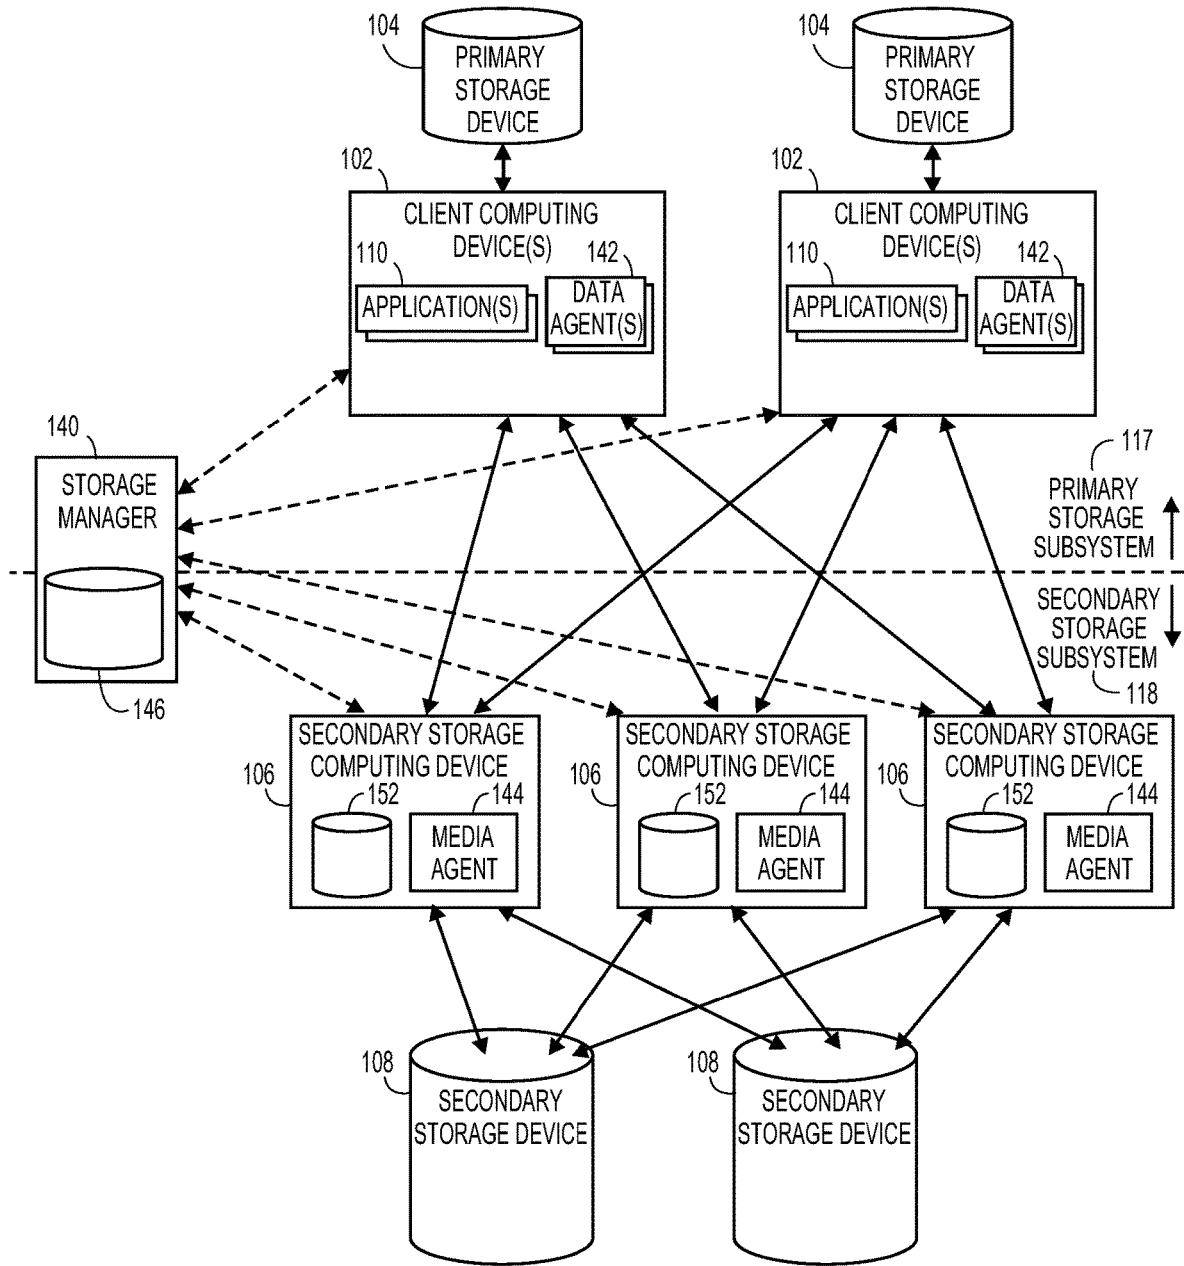 104
PRIMARY
STORAGE
DEVICE
104
PRIMARY
STORAGE
DEVICE
102
CLIENT COMPUTING
DEVICE(S)
110
APPLICATION(S)
142
DATA
AGENT(S)
102
CLIENT COMPUTING
DEVICE(S)
110
APPLICATION(S)
142
DATA
AGENT(S)
140
STORAGE
MANAGER
146
117
PRIMARY
STORAGE
SUBSYSTEM
SECONDARY
STORAGE
SUBSYSTEM
118
SECONDARY STORAGE
COMPUTING DEVICE
106
152
144
MEDIA
AGENT
SECONDARY STORAGE
COMPUTING DEVICE
106
152
144
MEDIA
AGENT
SECONDARY STORAGE
COMPUTING DEVICE
106
152
144
MEDIA
AGENT
108
SECONDARY
STORAGE DEVICE
108
SECONDARY
STORAGE DEVICE